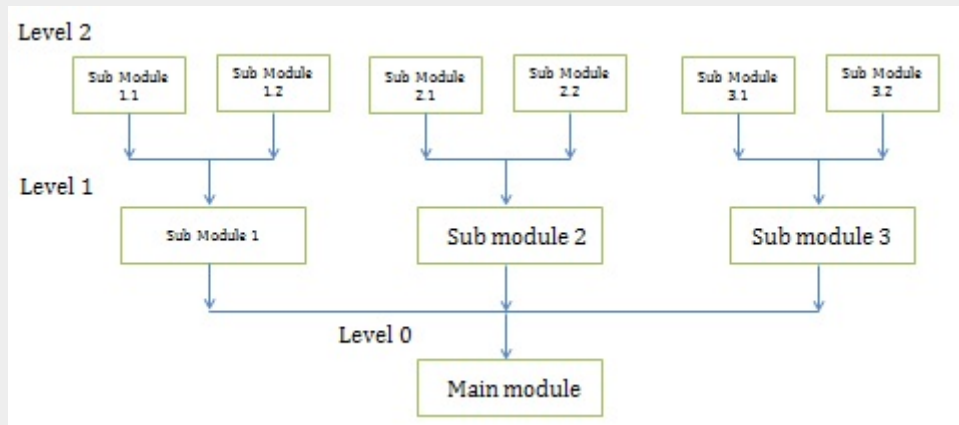 Level 2
Sub Module
1.1
Sub Module
1.2
Sub Module
2.1
Sub Module
2.2
Sub Module
3.1
Sub Module
3.2
Level 1
Sub Module 1
Sub module 2
Sub module 3
Level 0
Main module